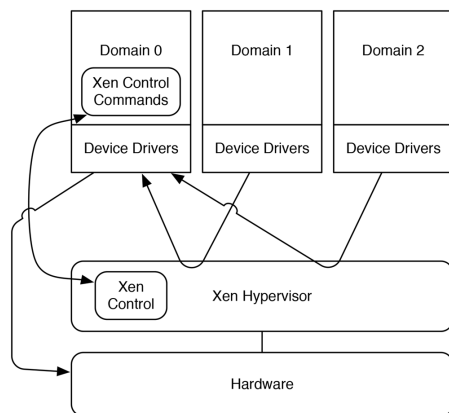 Domain 0
Domain 1
Domain 2
Xen Control
Commands
Device Drivers
Device Drivers
Device Drivers
Xen
Control
Xen Hypervisor
Hardware